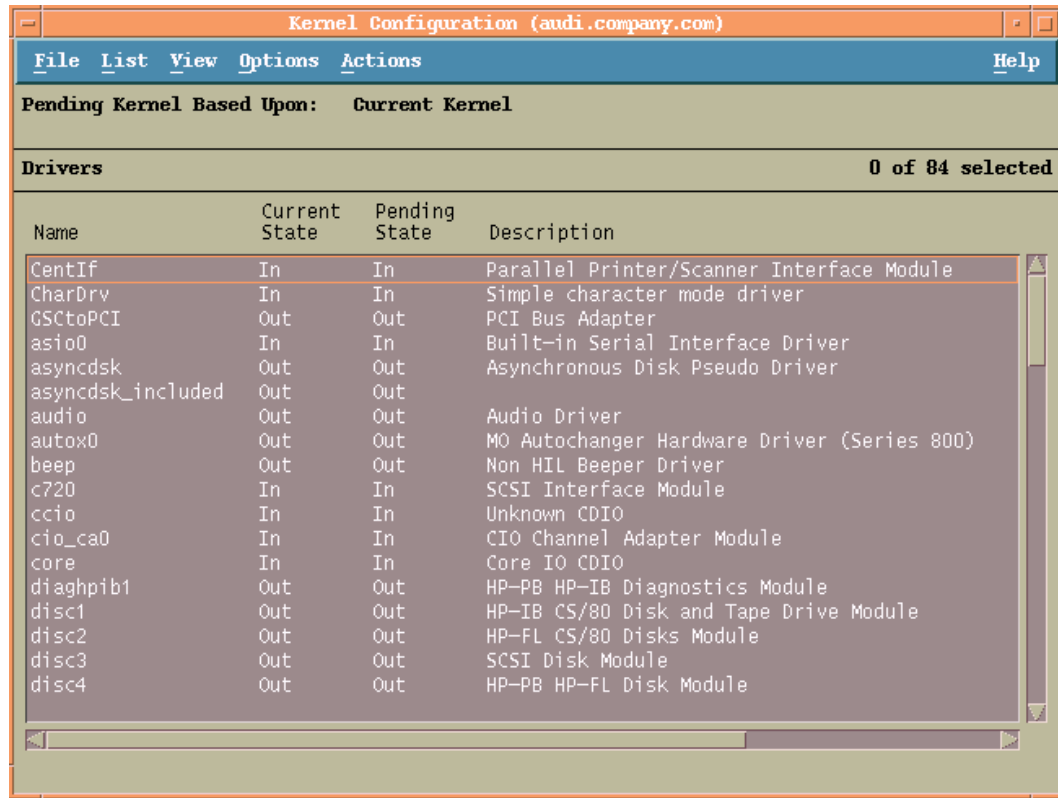 Kernel Configuration (audi.company.com)
File List View Options Actions Help
Pending Kernel Based Upon: Current Kernel
Drivers 0 of 84 selected
Current Pending
Name State State Description
CentIf In In Parallel Printer/Scanner Interface Module
CharDrv In In Simple character mode driver
GSCtoPCI Out Out PCI Bus Adapter
asio0 In In Built-in Serial Interface Driver
asyncdsk Out Out Asynchronous Disk Pseudo Driver
asyncdsk_included Out Out
audio Out Out Audio Driver
autox0 Out Out MO Autochanger Hardware Driver (Series 800)
beep Out Out Non HIL Beeper Driver
c720 In In SCSI Interface Module
ccio In In Unknown CDIO
cio_ca0 In In CIO Channel Adapter Module
core In In Core IO CDIO
diaghpib1 Out Out HP-PB HP-IB Diagnostics Module
disc1 Out Out HP-IB CS/80 Disk and Tape Drive Module
disc2 Out Out HP-FL CS/80 Disks Module
disc3 Out Out SCSI Disk Module
disc4 Out Out HP-PB HP-FL Disk Module